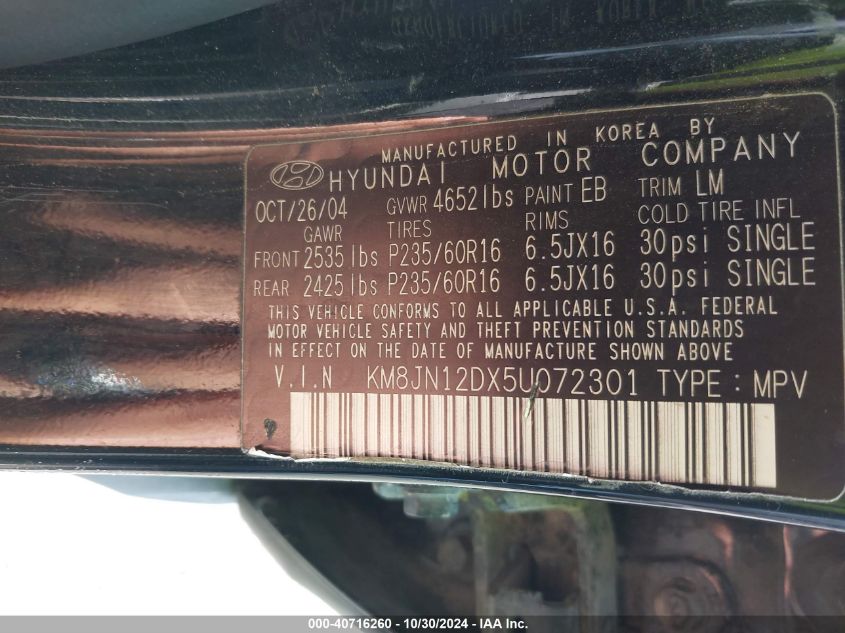 MANUFACTURED IN KOREA BY
HYUNDAI MOTOR COMPANY
OCT/26/04 GVWR 4652lbs PAINT EB TRIM LM
GAWR TIRES RIMS COLD TIRE INFL
FRONT 2535lbs P235/60R16 6.5JX16 30psi SINGLE
REAR 2425lbs P235/60R16 6.5JX16 30psi SINGLE
THIS VEHICLE CONFORMS TO ALL APPLICABLE U.S.A. FEDERAL
MOTOR VEHICLE SAFETY AND THEFT PREVENTION STANDARDS
IN EFFECT ON THE DATE OF MANUFACTURE SHOWN ABOVE
V.I.N KM8JN12DX5U072301 TYPE : MPV
000-40716260 - 10/30/2024 - IAA Inc.